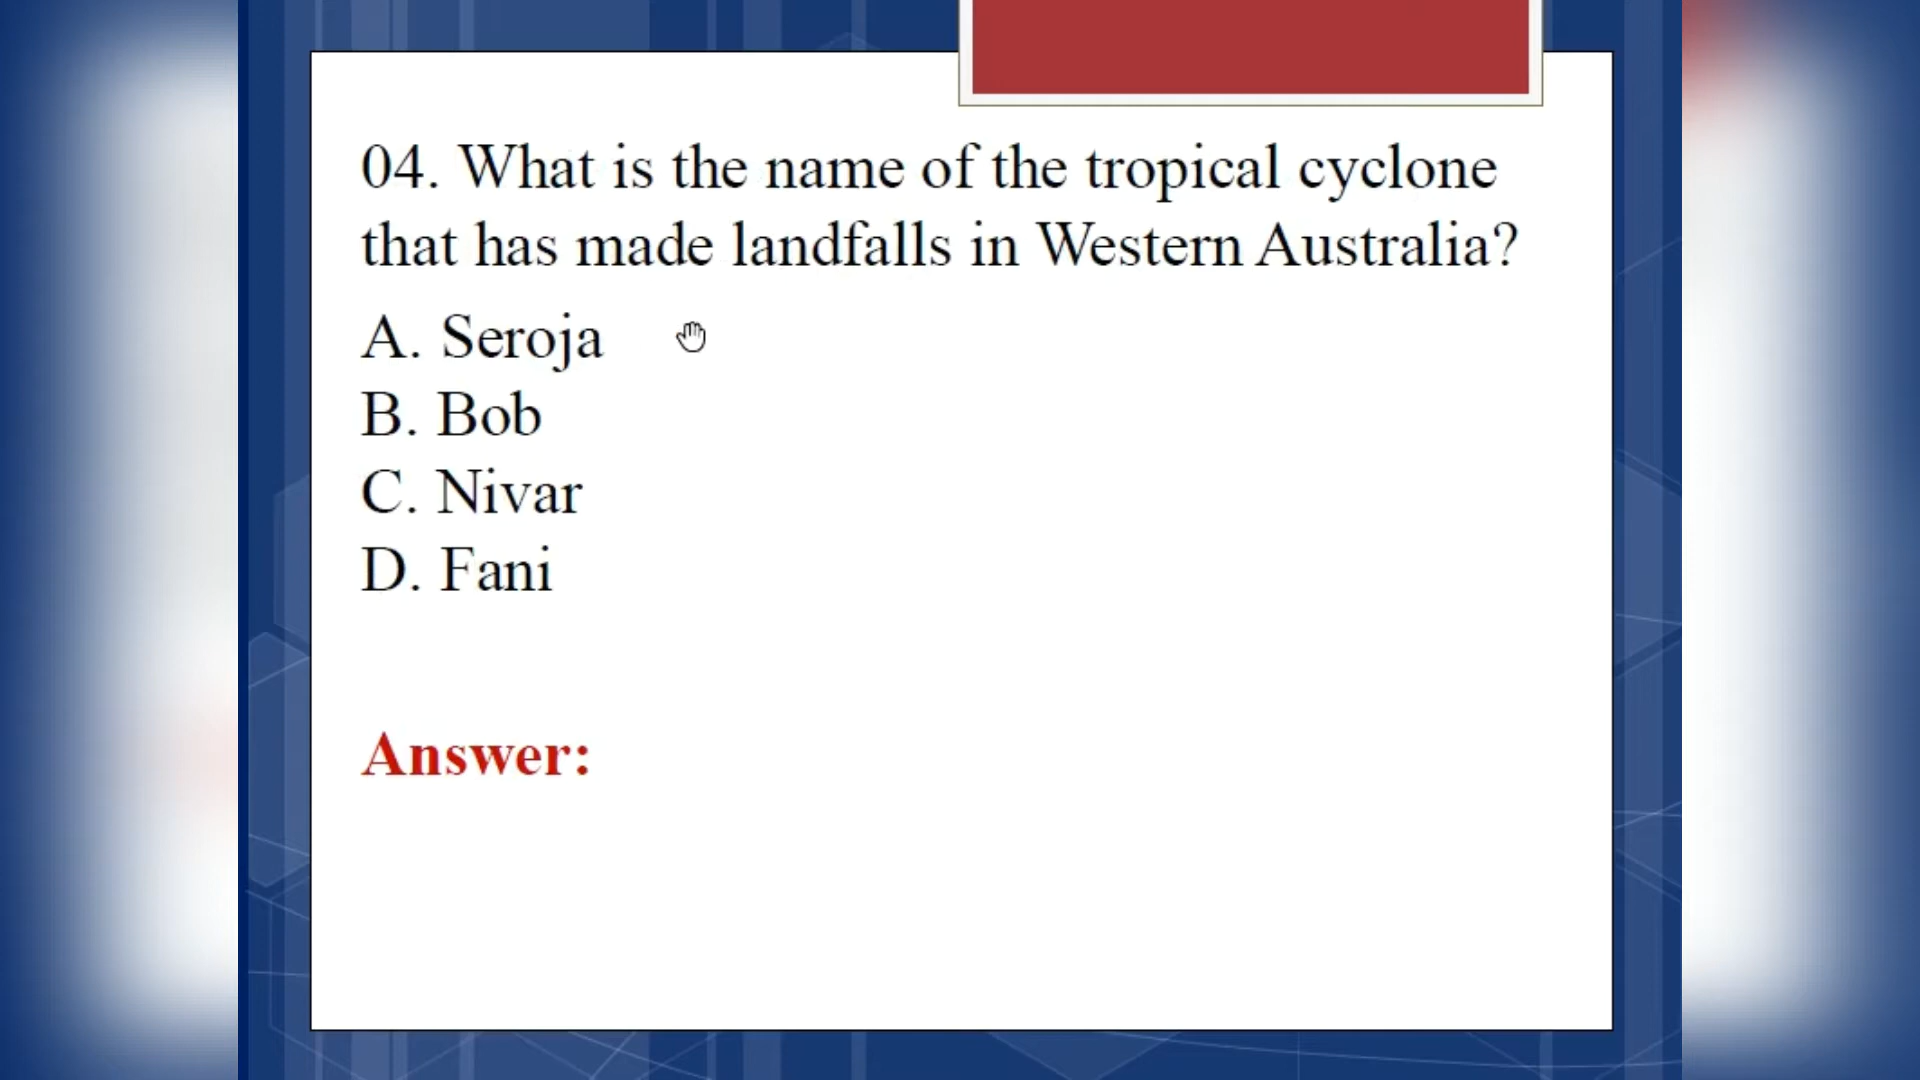 04. What is the name of the tropical cyclone
that has made landfalls in Western Australia?
A. Seroja
B. Bob
C. Nivar
D. Fani
Answer: